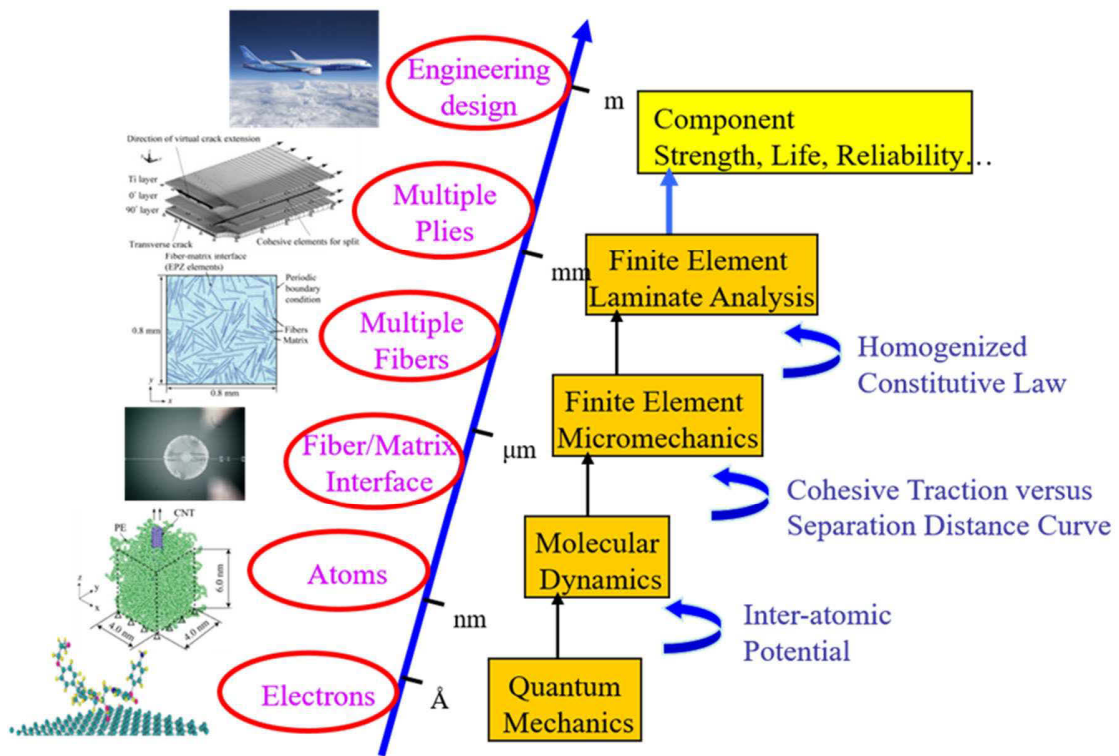 Engineering
design
m
Component
Strength, Life, Reliability…
Direction of virtual crack extension
Ti layer
0° layer
90° layer
Transverse crack
Cohesive elements for split
Multiple
Plies
mm
Finite Element
Laminate Analysis
Fiber-matrix interface
(EPZ elements)
Periodic
boundary
condition
Fibers
Matrix
0.8 mm
0.8 mm
y
x
Multiple
Fibers
Homogenized
Constitutive Law
Finite Element
Micromechanics
Fiber/Matrix
Interface
μm
Cohesive Traction versus
Separation Distance Curve
PE
CNT
z
y
x
6.0 nm
4.0 nm
4.0 nm
Atoms
nm
Molecular
Dynamics
Inter-atomic
Potential
Electrons
Å
Quantum
Mechanics